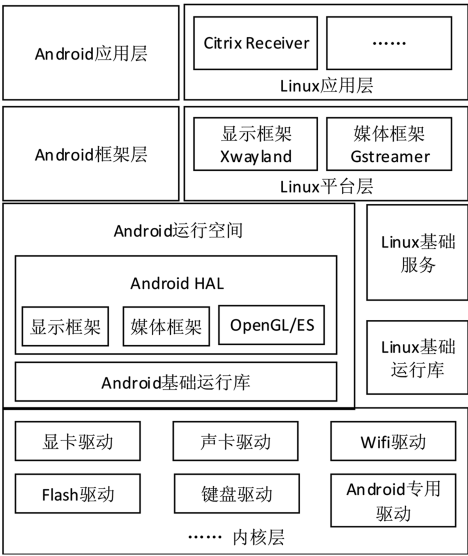 Android应用层
Citrix Receiver
……
Linux应用层
Android框架层
显示框架
Xwayland
媒体框架
Gstreamer
Linux平台层
Android运行空间
Android HAL
显示框架
媒体框架
OpenGL/ES
Android基础运行库
Linux基础
服务
Linux基础
运行库
显卡驱动
声卡驱动
Wifi驱动
Flash驱动
键盘驱动
Android专用
驱动
…… 内核层